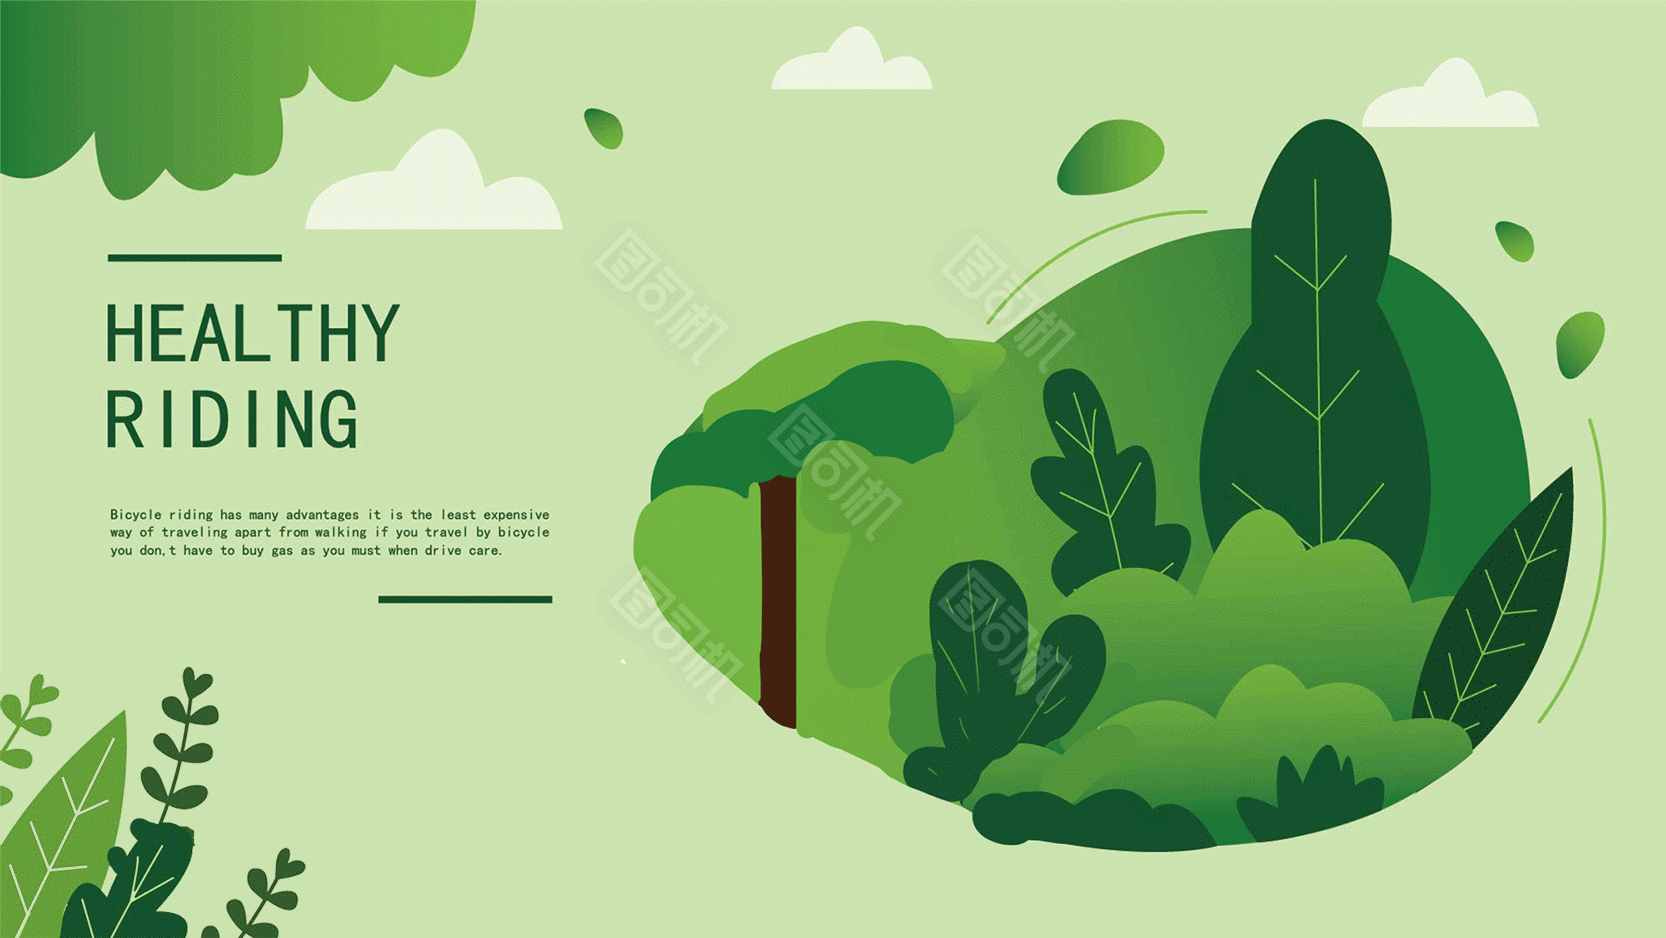 HEALTHY
RIDING
Bicycle riding has many advantages it is the least expensive
way of traveling apart from walking if you travel by bicycle
you don,t have to buy gas as you must when drive care.
图司机
图司机
图司机
图司机
图司机